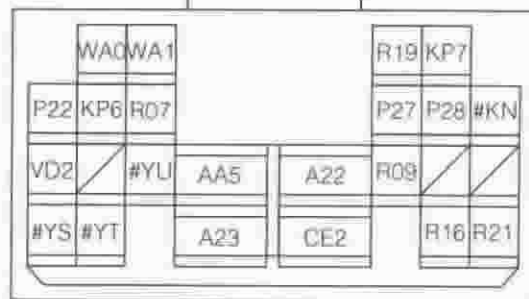 WA0 WA1 R19 KP7
P22 KP6 R07 P27 P28 #KN
VD2 #YU AA5 A22 R09
#YS #YT A23 CE2 R16 R21